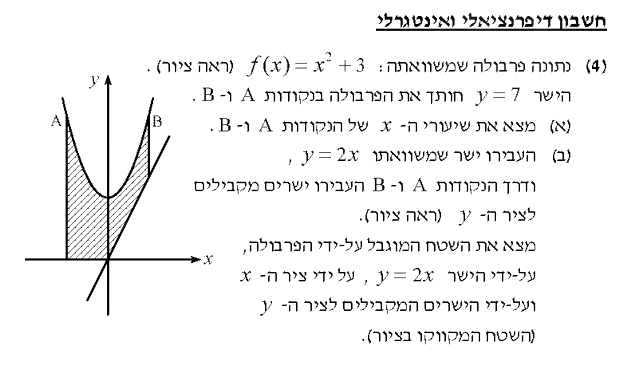 חשבון דיפרנציאלי ואינטגרלי
(4) נתונה פרבולה שמשוואתה: f(x) = x² + 3 (ראה ציור).
הישר y = 7 חותך את הפרבולה בנקודות A ו- B.
(א) מצא את שיעורי ה- x של הנקודות A ו- B.
(ב) העבירו ישר שמשוואתו y = 2x ,
ודרך הנקודות A ו- B העבירו ישרים מקבילים
לציר ה- y (ראה ציור).
מצא את השטח המוגבל על-ידי הפרבולה,
על-ידי הישר y = 2x , על ידי ציר ה- x
ועל-ידי הישרים המקבילים לציר ה- y
(השטח המקווקו בציור).
y
A
B
x